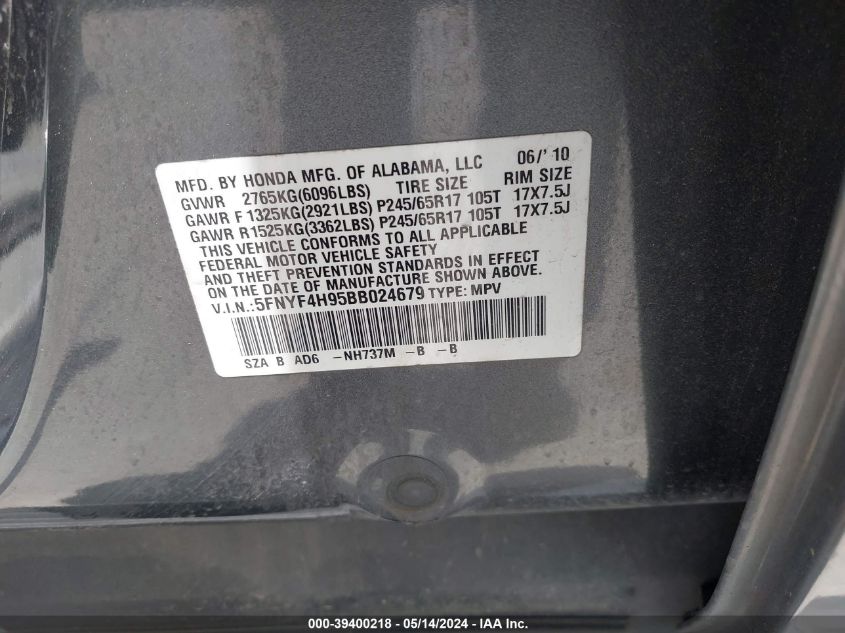 MFD. BY HONDA MFG. OF ALABAMA, LLC 06/'10
GVWR 2765KG(6096LBS) TIRE SIZE RIM SIZE
GAWR F 1325KG(2921LBS) P245/65R17 105T 17X7.5J
GAWR R1525KG(3362LBS) P245/65R17 105T 17X7.5J
THIS VEHICLE CONFORMS TO ALL APPLICABLE
FEDERAL MOTOR VEHICLE SAFETY
AND THEFT PREVENTION STANDARDS IN EFFECT
ON THE DATE OF MANUFACTURE SHOWN ABOVE.
V.I.N.:5FNYF4H95BB024679 TYPE: MPV
SZA B AD6 -NH737M -B -B
000-39400218 - 05/14/2024 - IAA Inc.